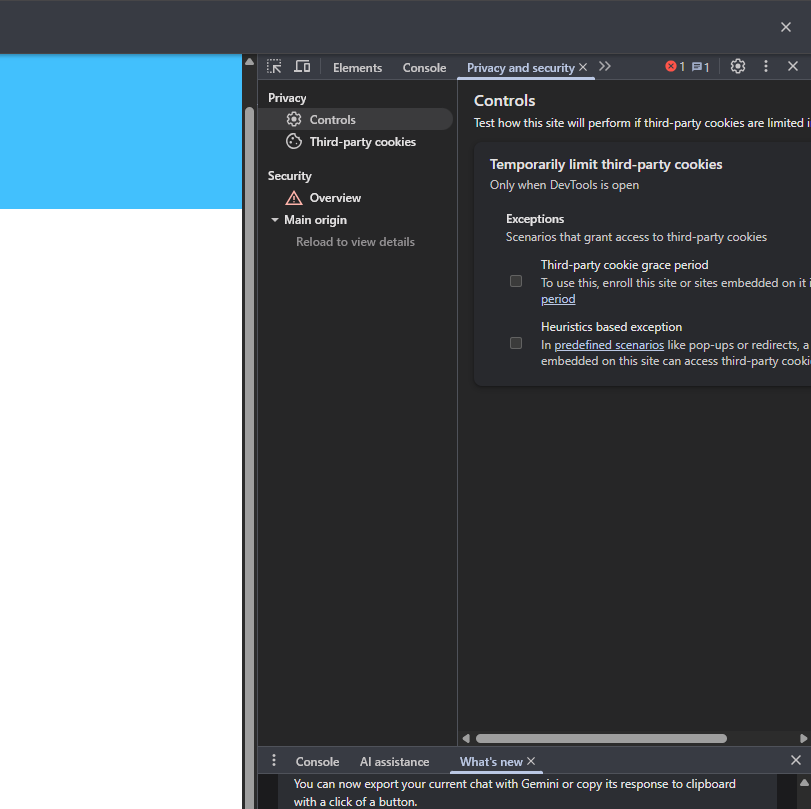 Elements Console Privacy and security 1 1
Privacy
Controls
Third-party cookies
Security
Overview
Main origin
Reload to view details
Controls
Test how this site will perform if third-party cookies are limited i
Temporarily limit third-party cookies
Only when DevTools is open
Exceptions
Scenarios that grant access to third-party cookies
Third-party cookie grace period
To use this, enroll this site or sites embedded on it i
period
Heuristics based exception
In predefined scenarios like pop-ups or redirects, a
embedded on this site can access third-party cooki
Console AI assistance What's new
You can now export your current chat with Gemini or copy its response to clipboard
with a click of a button.